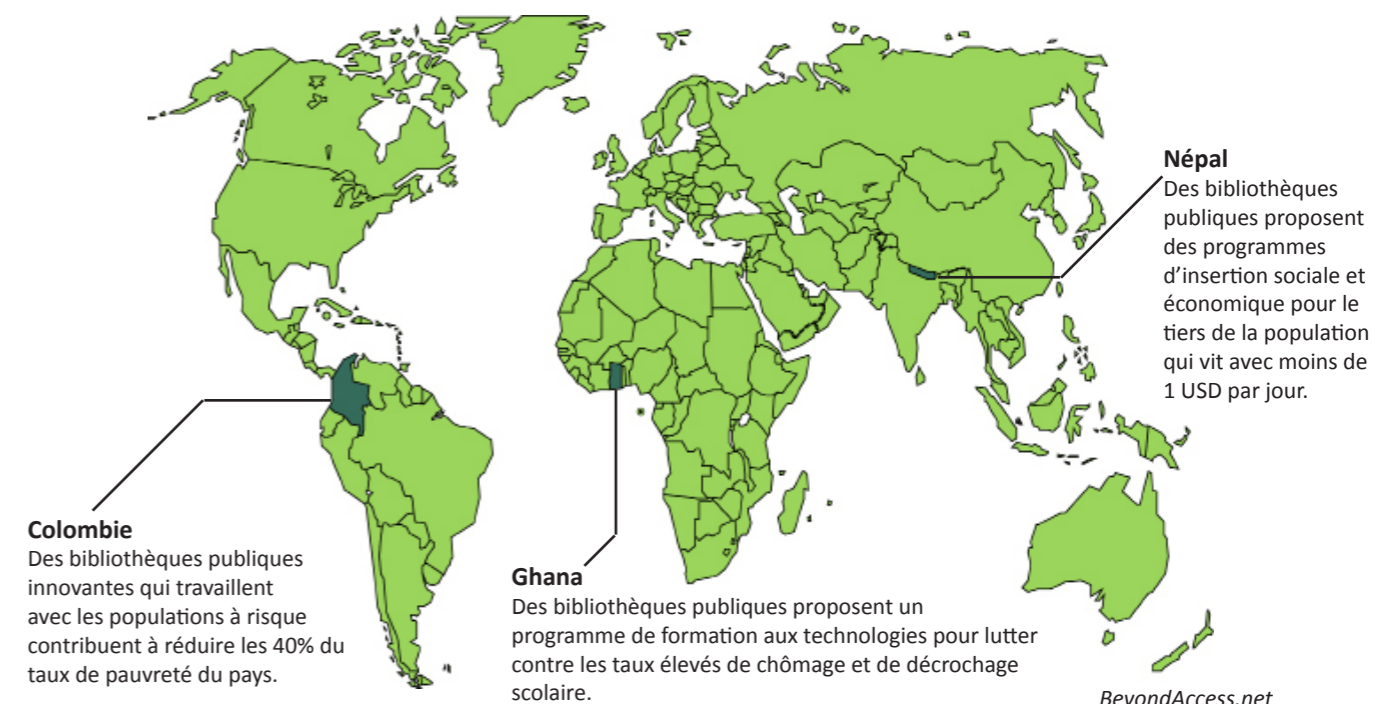 Népal
Des bibliothèques
publiques proposent
des programmes
d’insertion sociale et
économique pour le
tiers de la population
qui vit avec moins de
1 USD par jour.
Colombie
Des bibliothèques publiques
innovantes qui travaillent
avec les populations à risque
contribuent à réduire les 40% du
taux de pauvreté du pays.
Ghana
Des bibliothèques publiques proposent un
programme de formation aux technologies pour lutter
contre les taux élevés de chômage et de décrochage
scolaire.
BeyondAccess.net